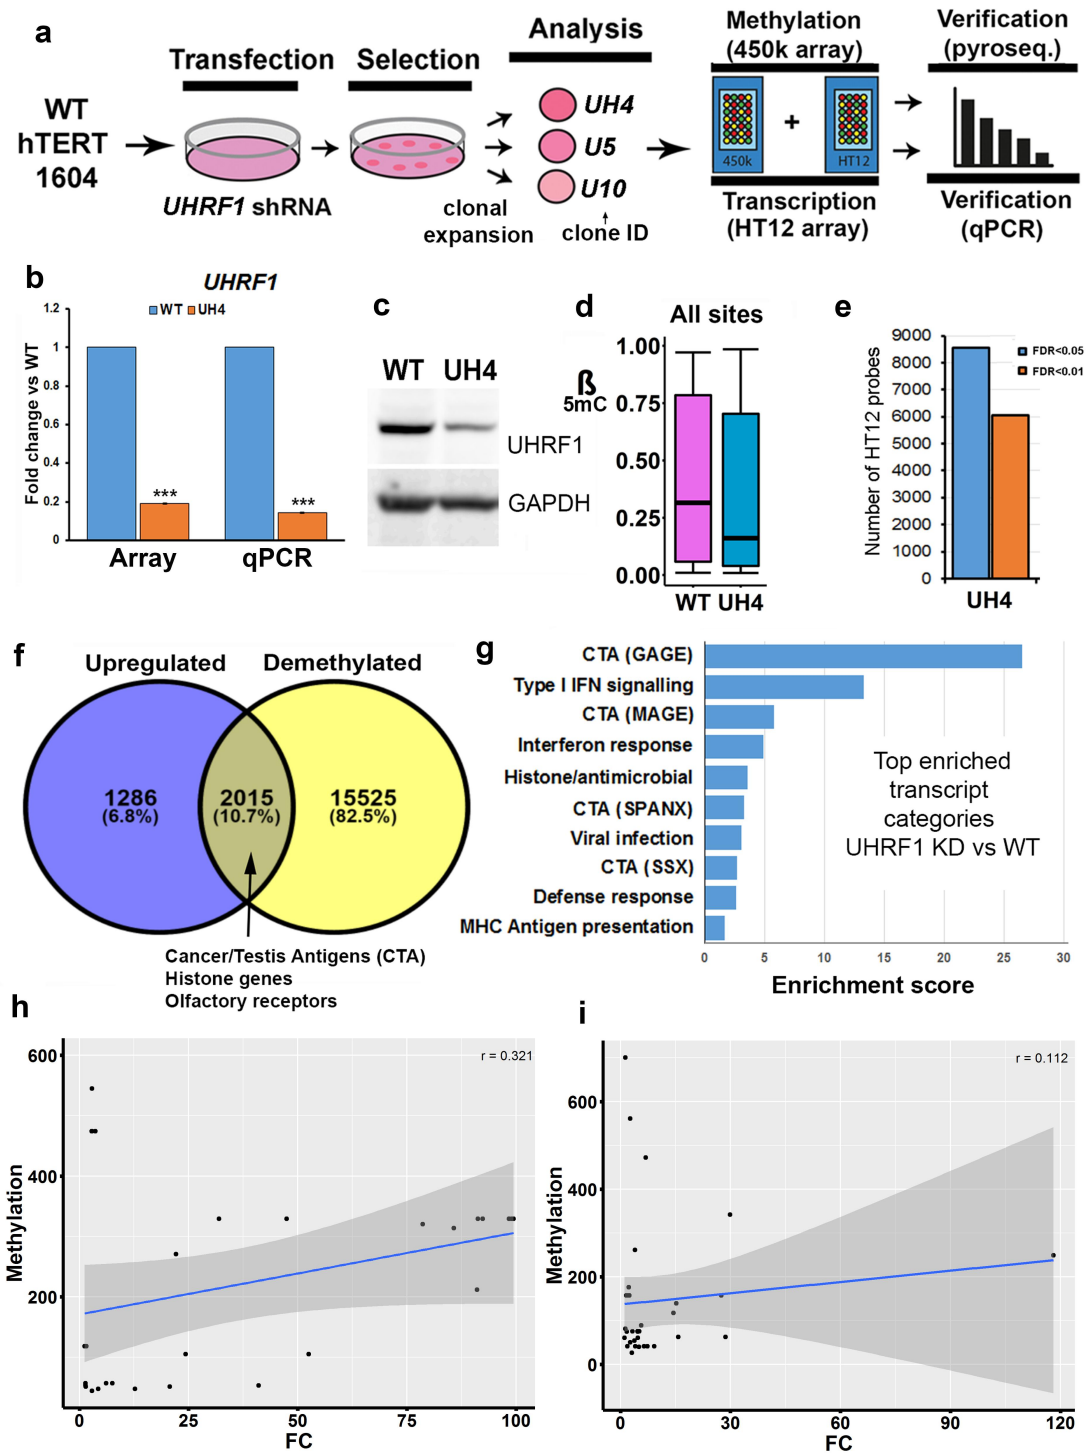 a
Transfection
Selection
Analysis
Methylation
(450k array)
Verification
(pyroseq.)
WT
hTERT
1604
UHRF1 shRNA
clonal
expansion
UH4
U5
U10
clone ID
450k
+
HT12
Transcription
(HT12 array)
Verification
(qPCR)
b
UHRF1
WT UH4
Fold change vs WT
1.2
1
0.8
0.6
0.4
0.2
0
***
***
Array qPCR
c
WT UH4
UHRF1
GAPDH
d
All sites
ß
5mC
1.00
0.75
0.50
0.25
0.00
WT UH4
e
Number of HT12 probes
9000
8000
7000
6000
5000
4000
3000
2000
1000
0
FDR<0.05
FDR<0.01
UH4
f
Upregulated Demethylated
1286
(6.8%)
2015
(10.7%)
15525
(82.5%)
Cancer/Testis Antigens (CTA)
Histone genes
Olfactory receptors
g
CTA (GAGE)
Type I IFN signalling
CTA (MAGE)
Interferon response
Histone/antimicrobial
CTA (SPANX)
Viral infection
CTA (SSX)
Defense response
MHC Antigen presentation
Top enriched
transcript
categories
UHRF1 KD vs WT
0 5 10 15 20 25 30
Enrichment score
h
r = 0.321
Methylation
600
400
200
0 25 50 75 100
FC
i
r = 0.112
Methylation
600
400
200
0
0 30 60 90 120
FC